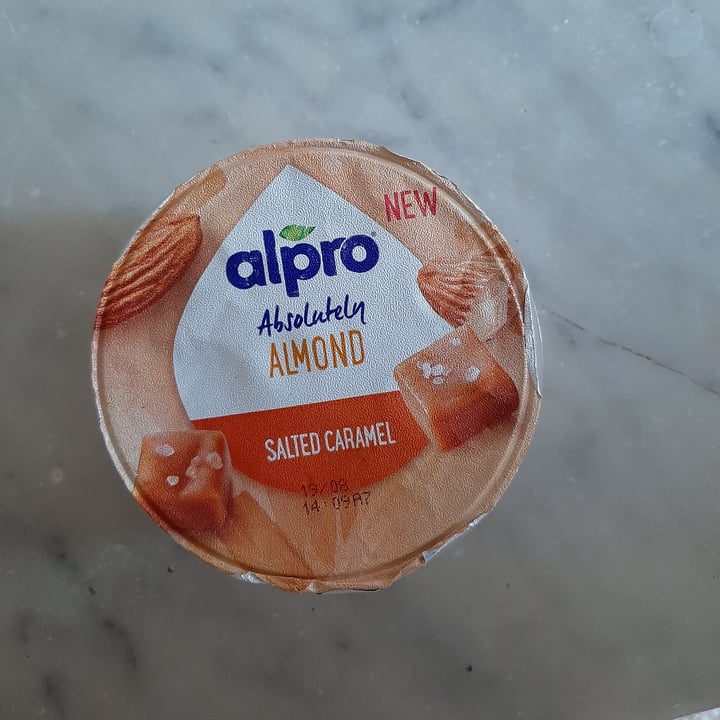 NEW
alpro
Absolutely
ALMOND
SALTED CARAMEL
19/08
14:09A7